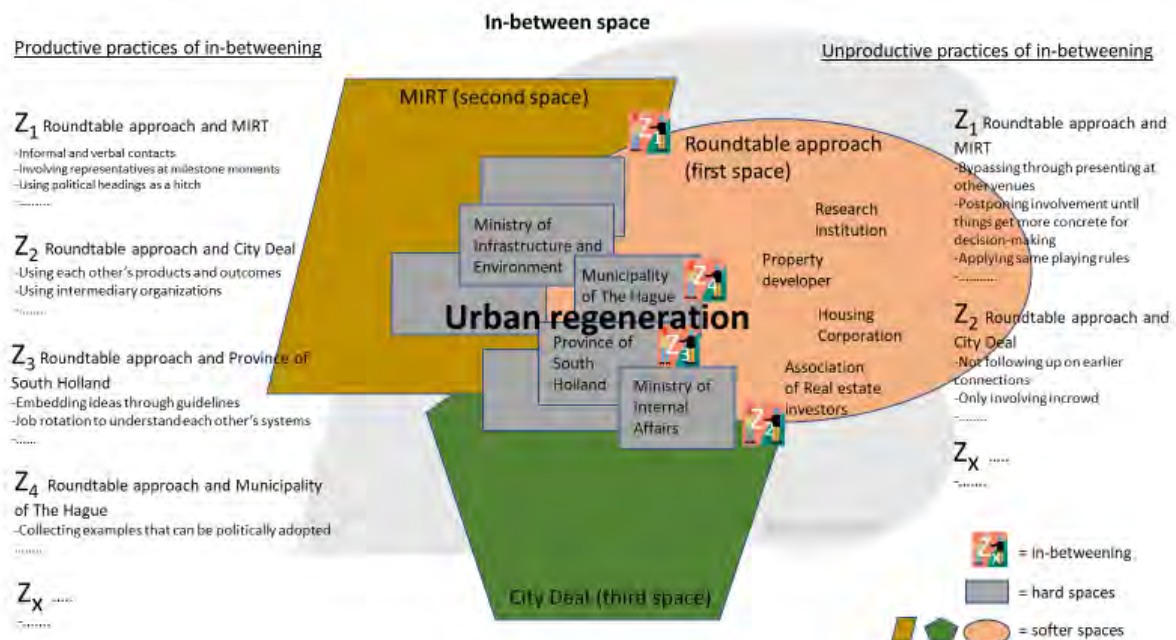 In-between space
Productive practices of in-betweening
Z1 Roundtable approach and MIRT
-Informal and verbal contacts
-Involving representatives at milestone moments
-Using political headings as a hitch
-.........
Z2 Roundtable approach and City Deal
-Using each other's products and outcomes
-Using intermediary organizations
-........
Z3 Roundtable approach and Province of
South Holland
-Embedding ideas through guidelines
-Job rotation to understand each other's systems
-......
Z4 Roundtable approach and Municipality
of The Hague
-Collecting examples that can be politically adopted
........
Zx .....
-........
MIRT (second space)
Z1
Roundtable approach
(first space)
Research
institution
Property
developer
Housing
Corporation
Association
of Real estate
investors
Ministry of
Infrastructure and
Environment
Municipality
of The Hague
Z4
Urban regeneration
Province of
South
Holland
Z3
Ministry of
Internal
Affairs
Z2
City Deal (third space)
Unproductive practices of in-betweening
Z1 Roundtable approach and
MIRT
-Bypassing through presenting at
other venues
-Postponing involvement until
things get more concrete for
decision-making
-Applying same playing rules
-..........
Z2 Roundtable approach and
City Deal
-Not following up on earlier
connections
-Only involving incrowd
-........
Zx .....
-........
Zx = in-betweening
= hard spaces
= softer spaces